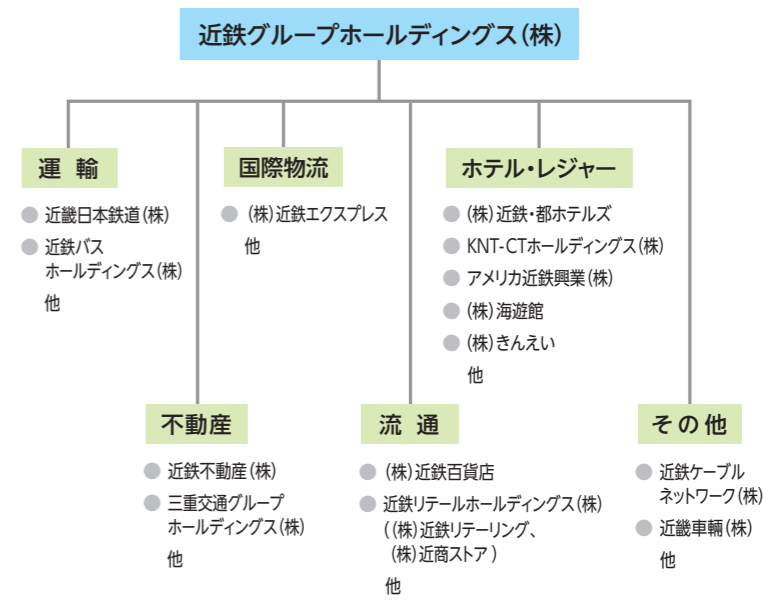 近鉄グループホールディングス(株)
運 輸
近畿日本鉄道(株)
近鉄バス
ホールディングス(株)
他
国際物流
(株)近鉄エクスプレス
他
ホテル・レジャー
(株)近鉄・都ホテルズ
KNT-CTホールディングス(株)
アメリカ近鉄興業(株)
(株)海遊館
(株)きんえい
他
不動産
近鉄不動産(株)
三重交通グループ
ホールディングス(株)
他
流 通
(株)近鉄百貨店
近鉄リテールホールディングス(株)
((株)近鉄リテーリング、
(株)近商ストア)
他
その他
近鉄ケーブル
ネットワーク(株)
近畿車輛(株)
他